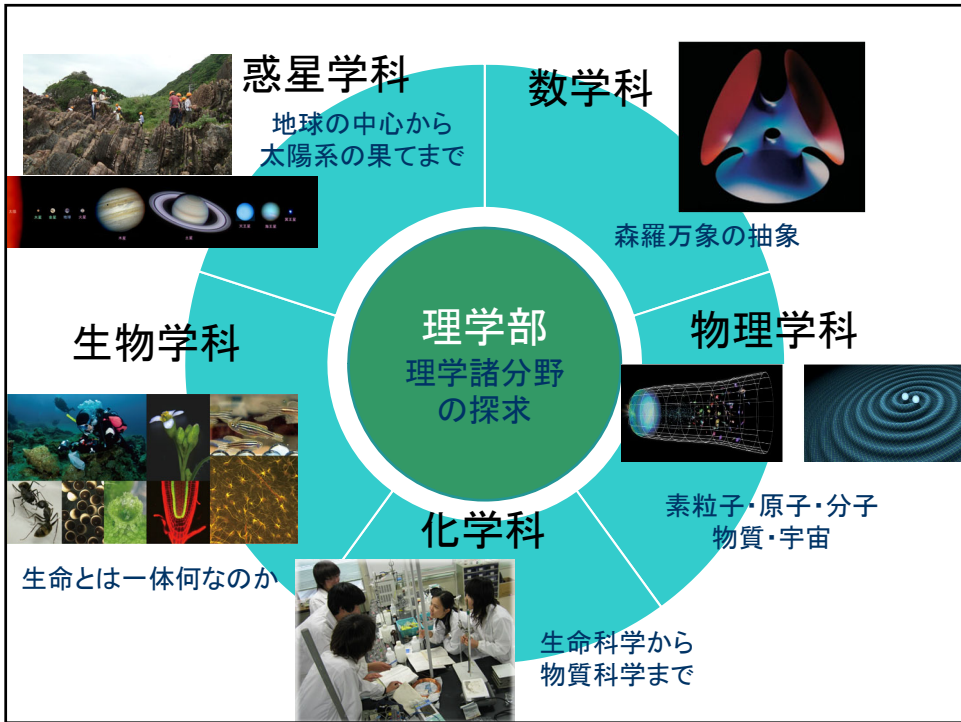 惑星学科
地球の中心から
太陽系の果てまで
数学科
森羅万象の抽象
理学部
理学諸分野
の探求
生物学科
生命とは一体何なのか
物理学科
素粒子・原子・分子
物質・宇宙
化学科
生命科学から
物質科学まで